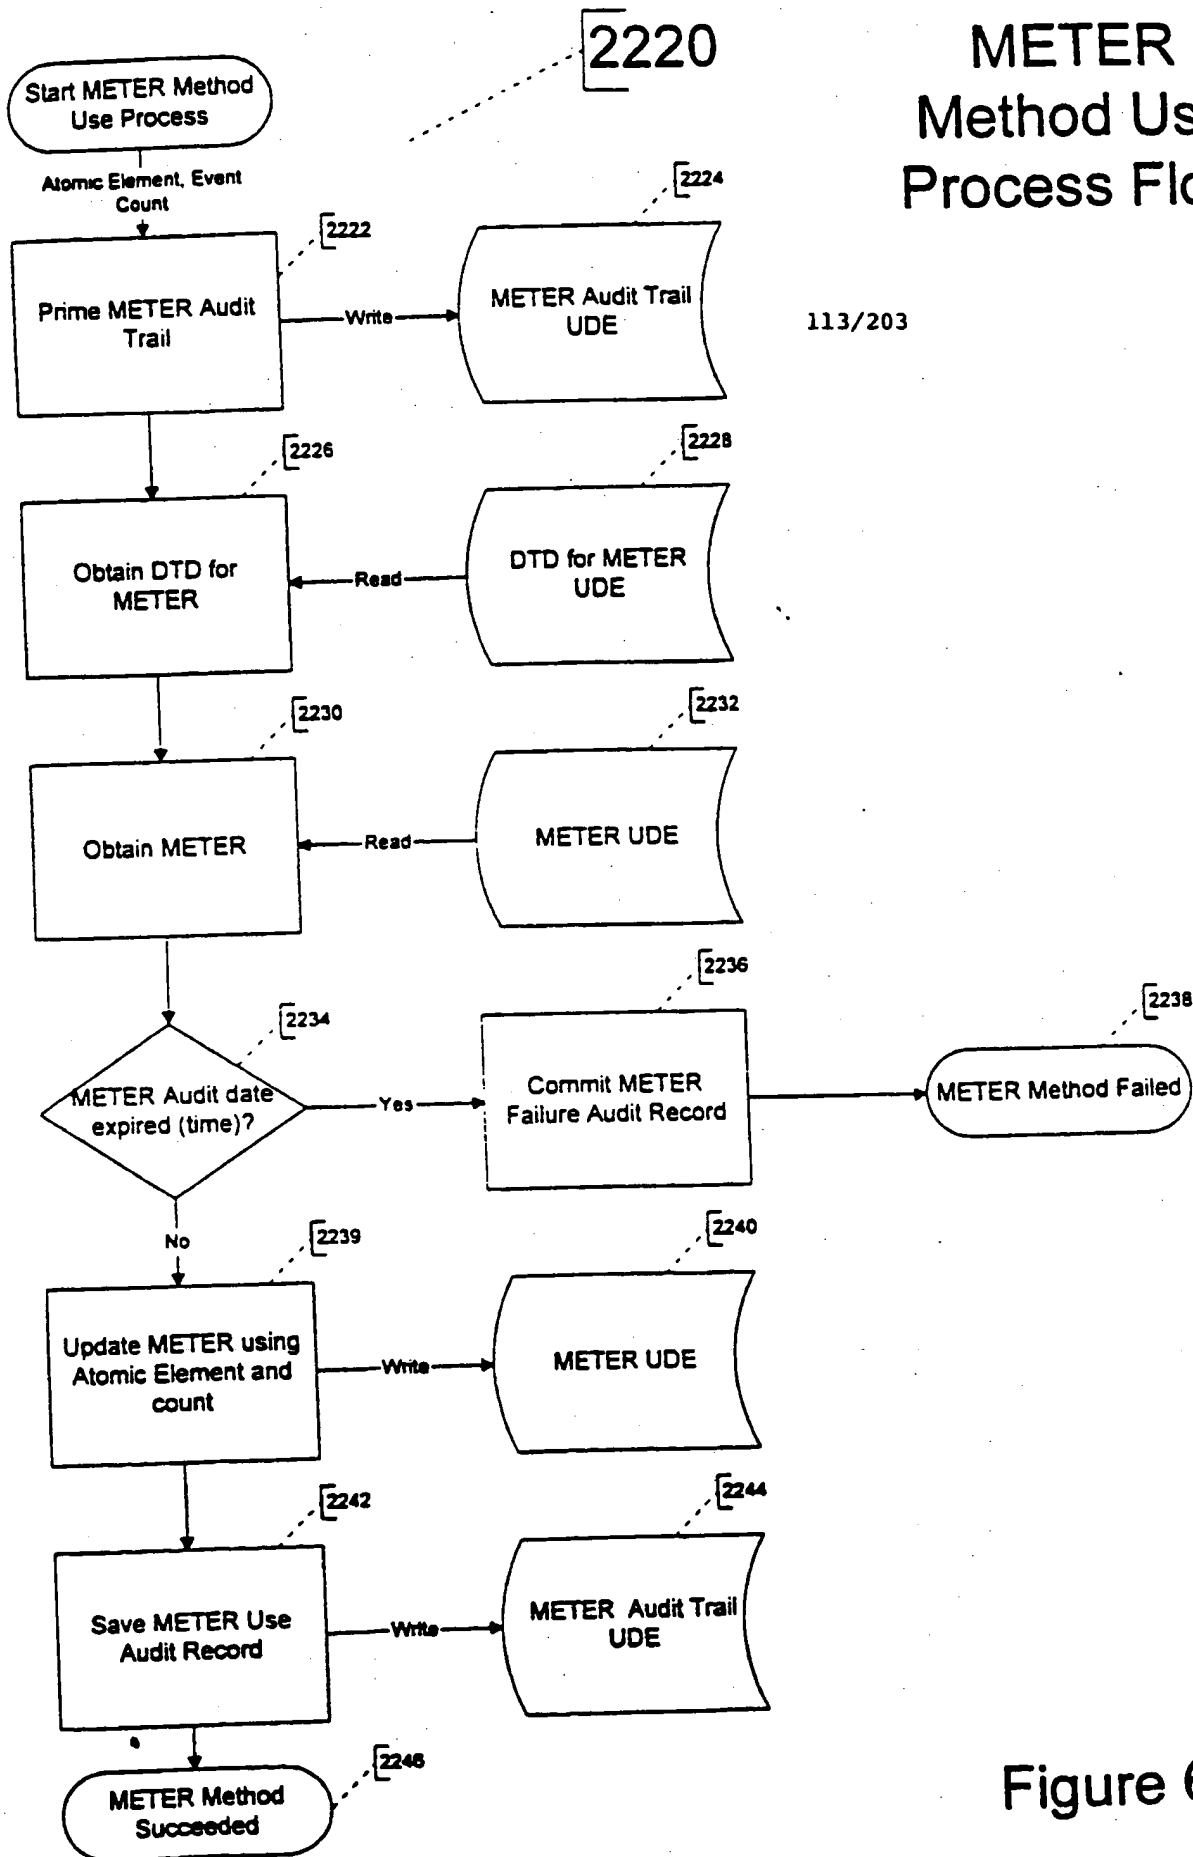 2220
METER
Method Us
Process Flo
Start METER Method
Use Process
Atomic Element, Event
Count
2222
Prime METER Audit
Trail
Write
2224
METER Audit Trail
UDE
113/203
2226
Obtain DTD for
METER
Read
2228
DTD for METER
UDE
2230
Obtain METER
Read
2232
METER UDE
2234
METER Audit date
expired (time)?
Yes
2236
Commit METER
Failure Audit Record
2238
METER Method Failed
No
2239
Update METER using
Atomic Element and
count
Write
2240
METER UDE
2242
Save METER Use
Audit Record
Write
2244
METER Audit Trail
UDE
2246
METER Method
Succeeded
Figure 6